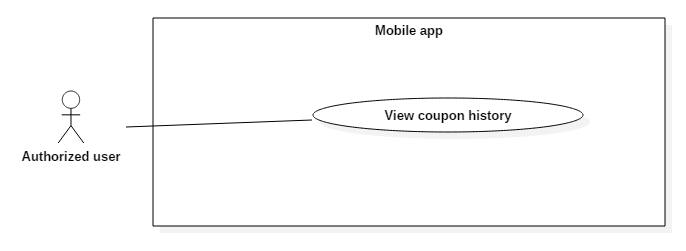 Mobile app
View coupon history
Authorized user